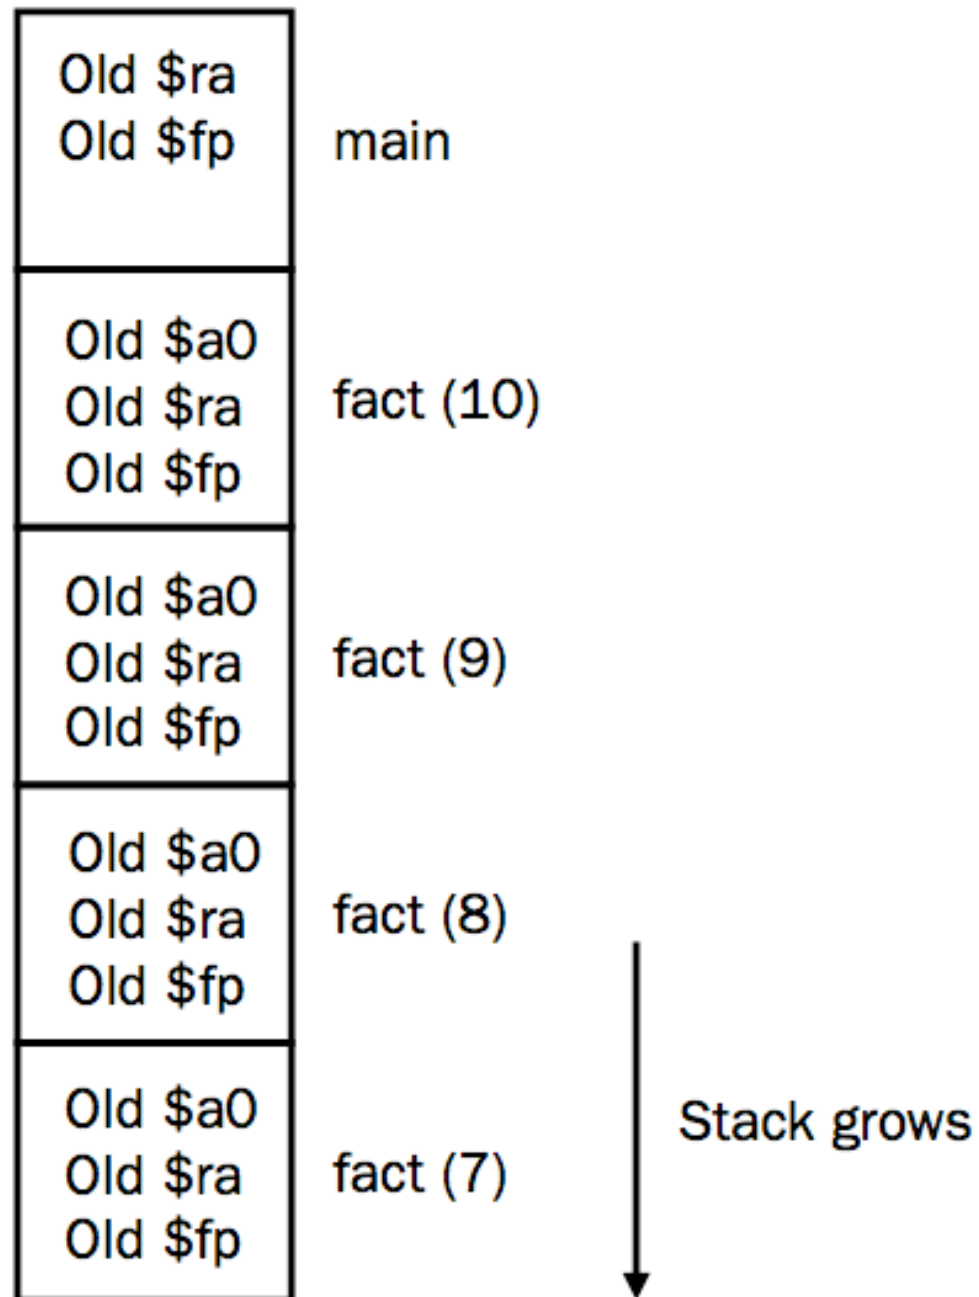 Old $ra
Old $fp
main
Old $a0
Old $ra
Old $fp
fact (10)
Old $a0
Old $ra
Old $fp
fact (9)
Old $a0
Old $ra
Old $fp
fact (8)
Old $a0
Old $ra
Old $fp
fact (7)
Stack grows